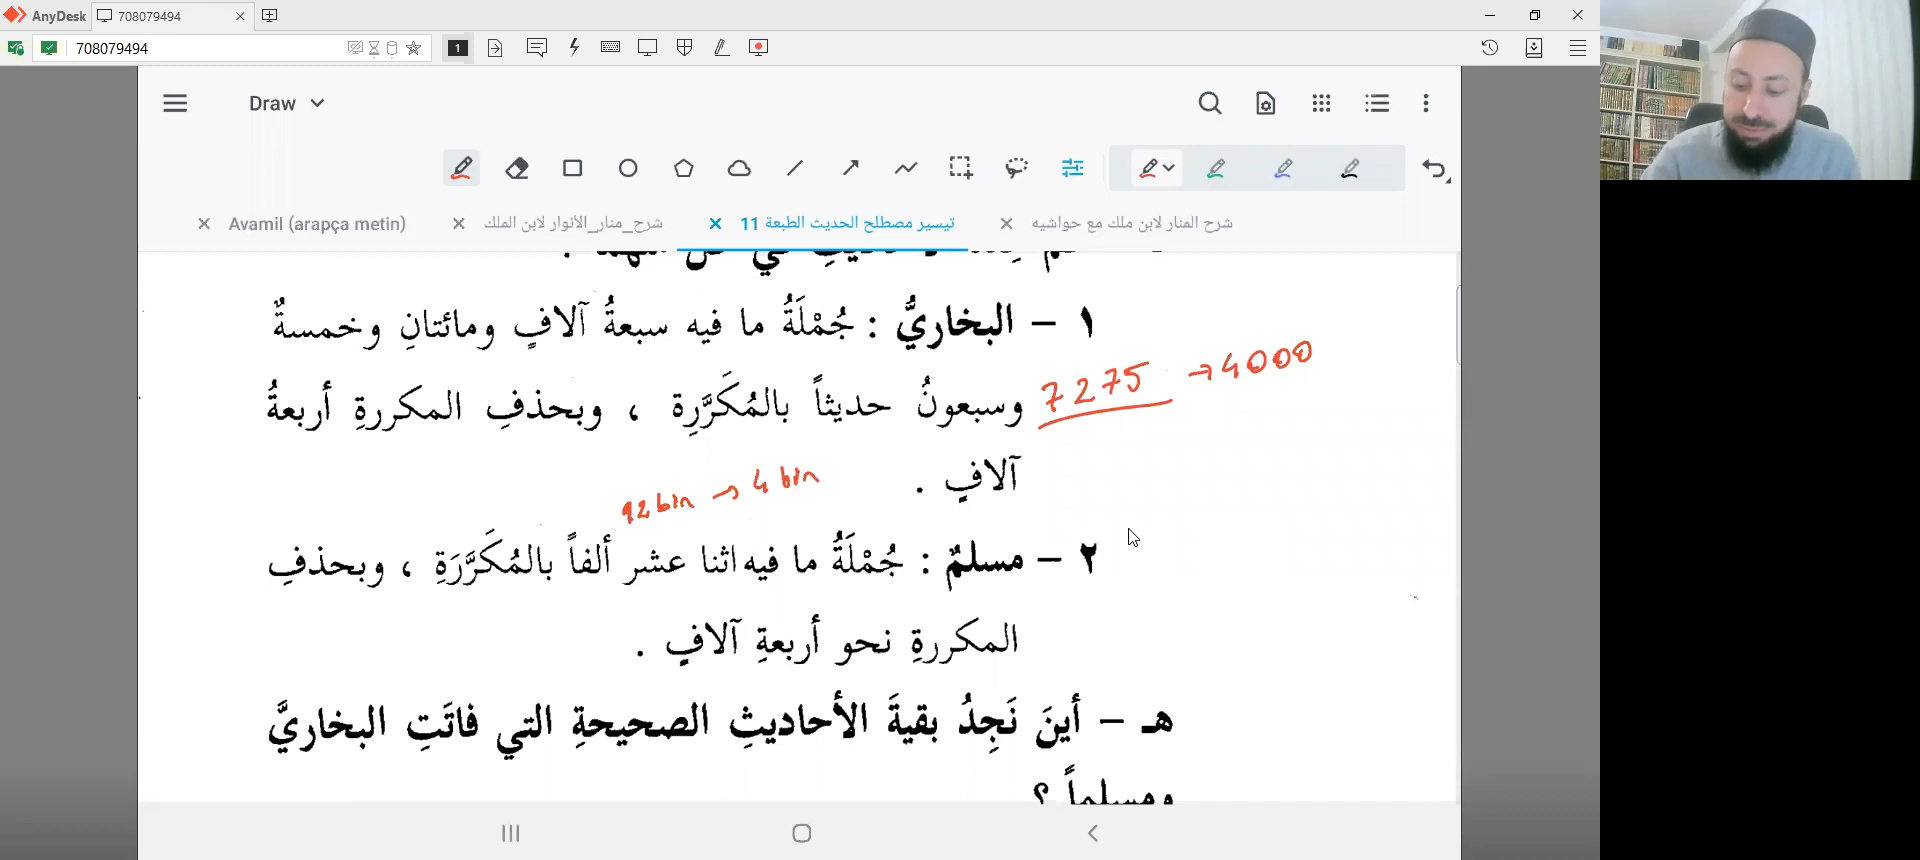 AnyDesk
708079494
708079494
1
Draw
Avamil (arapça metin)
شرح_منار_الأنوار لابن الملك
تيسير مصطلح الحديث الطبعة 11
شرح المنار لابن ملك مع حواشيه
١ – البخاريُّ : جُمْلَةُ ما فيه سبعةُ آلافٍ ومائتانِ وخمسةٌ
7275 → 4000
وسبعونُ حديثاً بالمُكَرَّرِة ، وبحذفِ المكررةِ أربعةُ
آلافٍ .
12 bin → 4 bin
٢ – مسلمٌ : جُمْلَةُ ما فيه اثنا عشر ألفاً بالمُكَرَّرَةِ ، وبحذفِ
المكررةِ نحو أربعةِ آلافٍ .
هـ – أينَ نَجِدُ بقيةَ الأحاديثِ الصحيحةِ التي فاتَتِ البخاريَّ
ومسلماً ؟